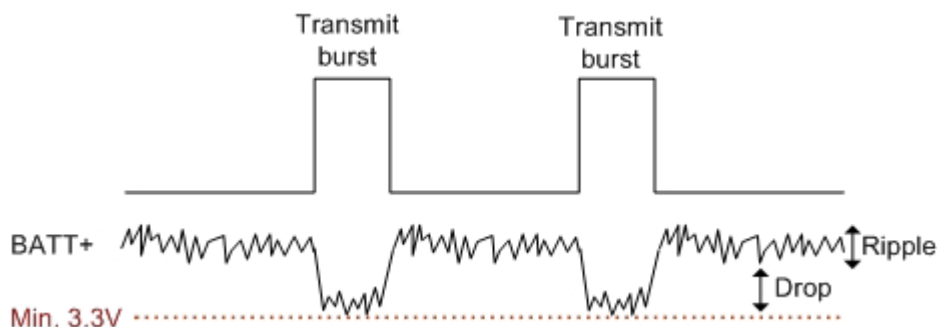 Transmit
burst
Transmit
burst
BATT+
Ripple
Drop
Min. 3.3V